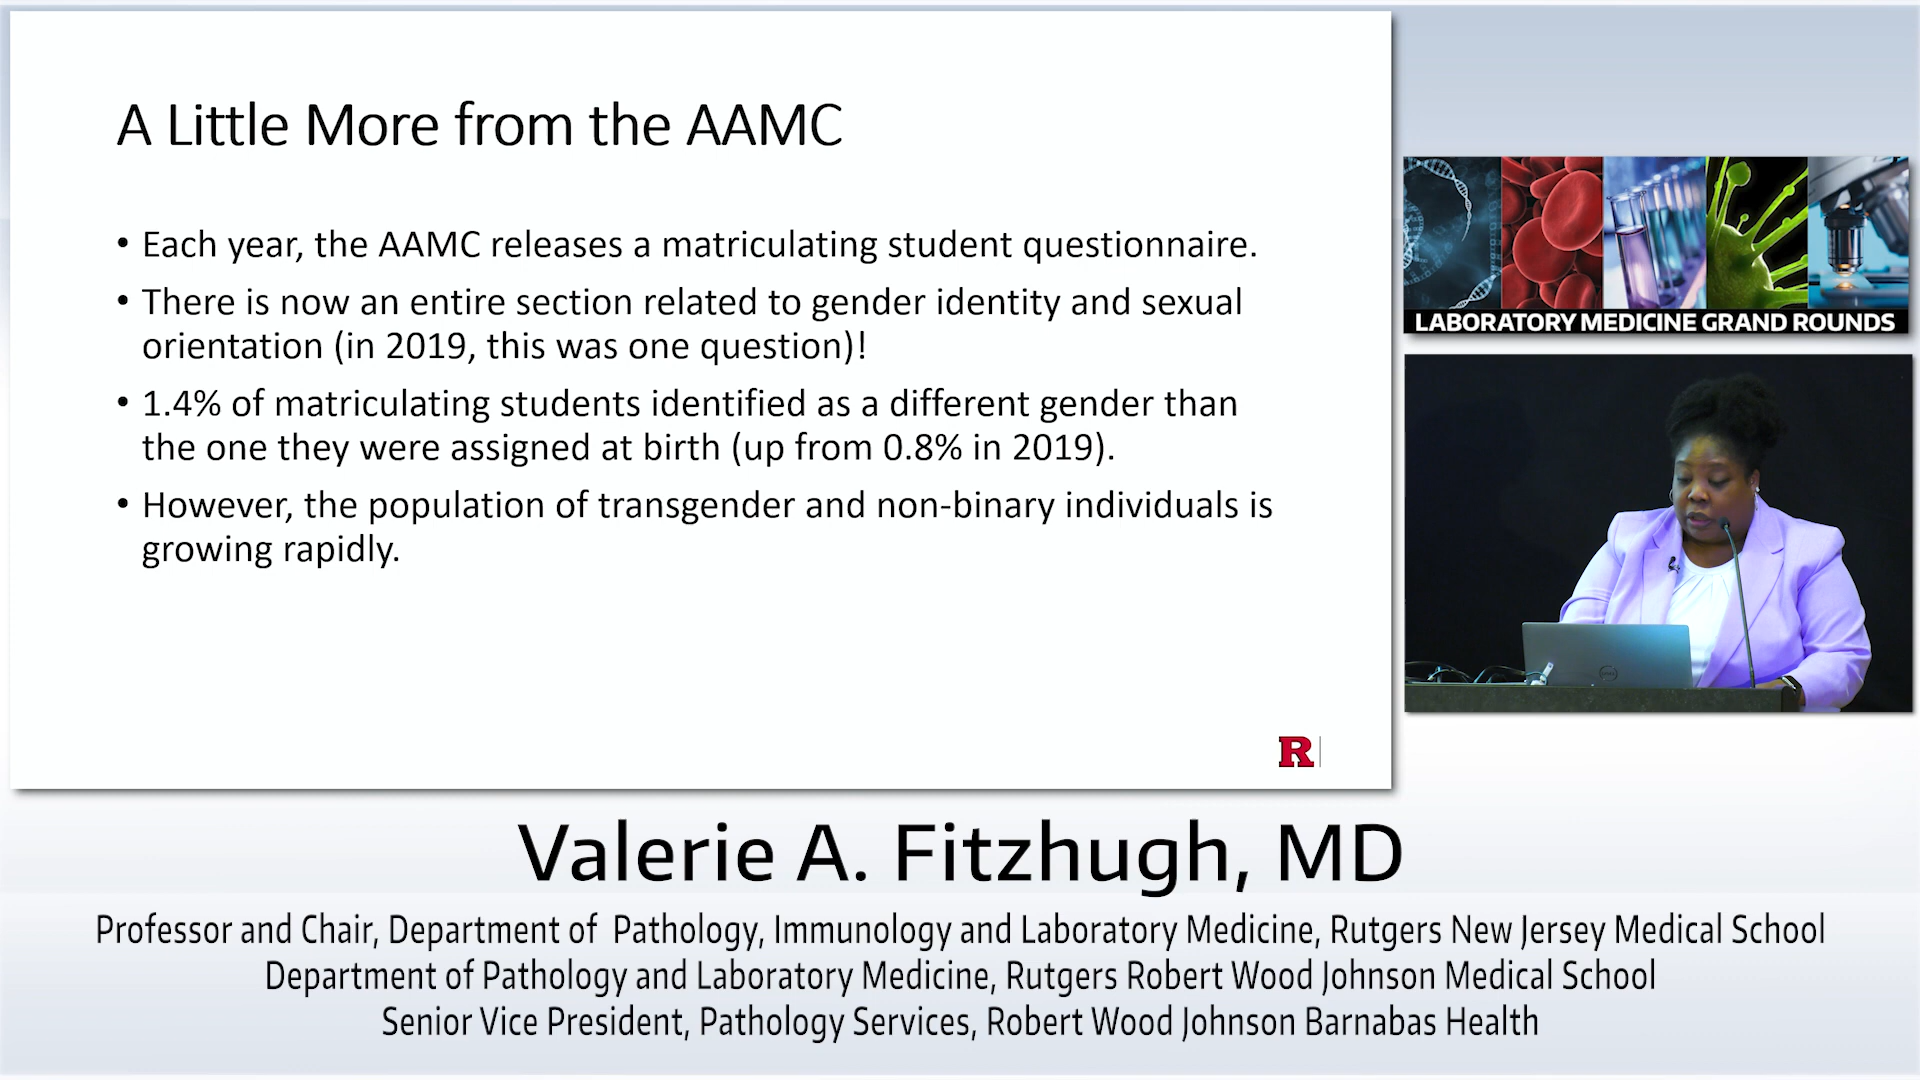 A Little More from the AAMC
• Each year, the AAMC releases a matriculating student questionnaire.
• There is now an entire section related to gender identity and sexual
orientation (in 2019, this was one question)!
• 1.4% of matriculating students identified as a different gender than
the one they were assigned at birth (up from 0.8% in 2019).
• However, the population of transgender and non-binary individuals is
growing rapidly.
R
LABORATORY MEDICINE GRAND ROUNDS
Valerie A. Fitzhugh, MD
Professor and Chair, Department of Pathology, Immunology and Laboratory Medicine, Rutgers New Jersey Medical School
Department of Pathology and Laboratory Medicine, Rutgers Robert Wood Johnson Medical School
Senior Vice President, Pathology Services, Robert Wood Johnson Barnabas Health